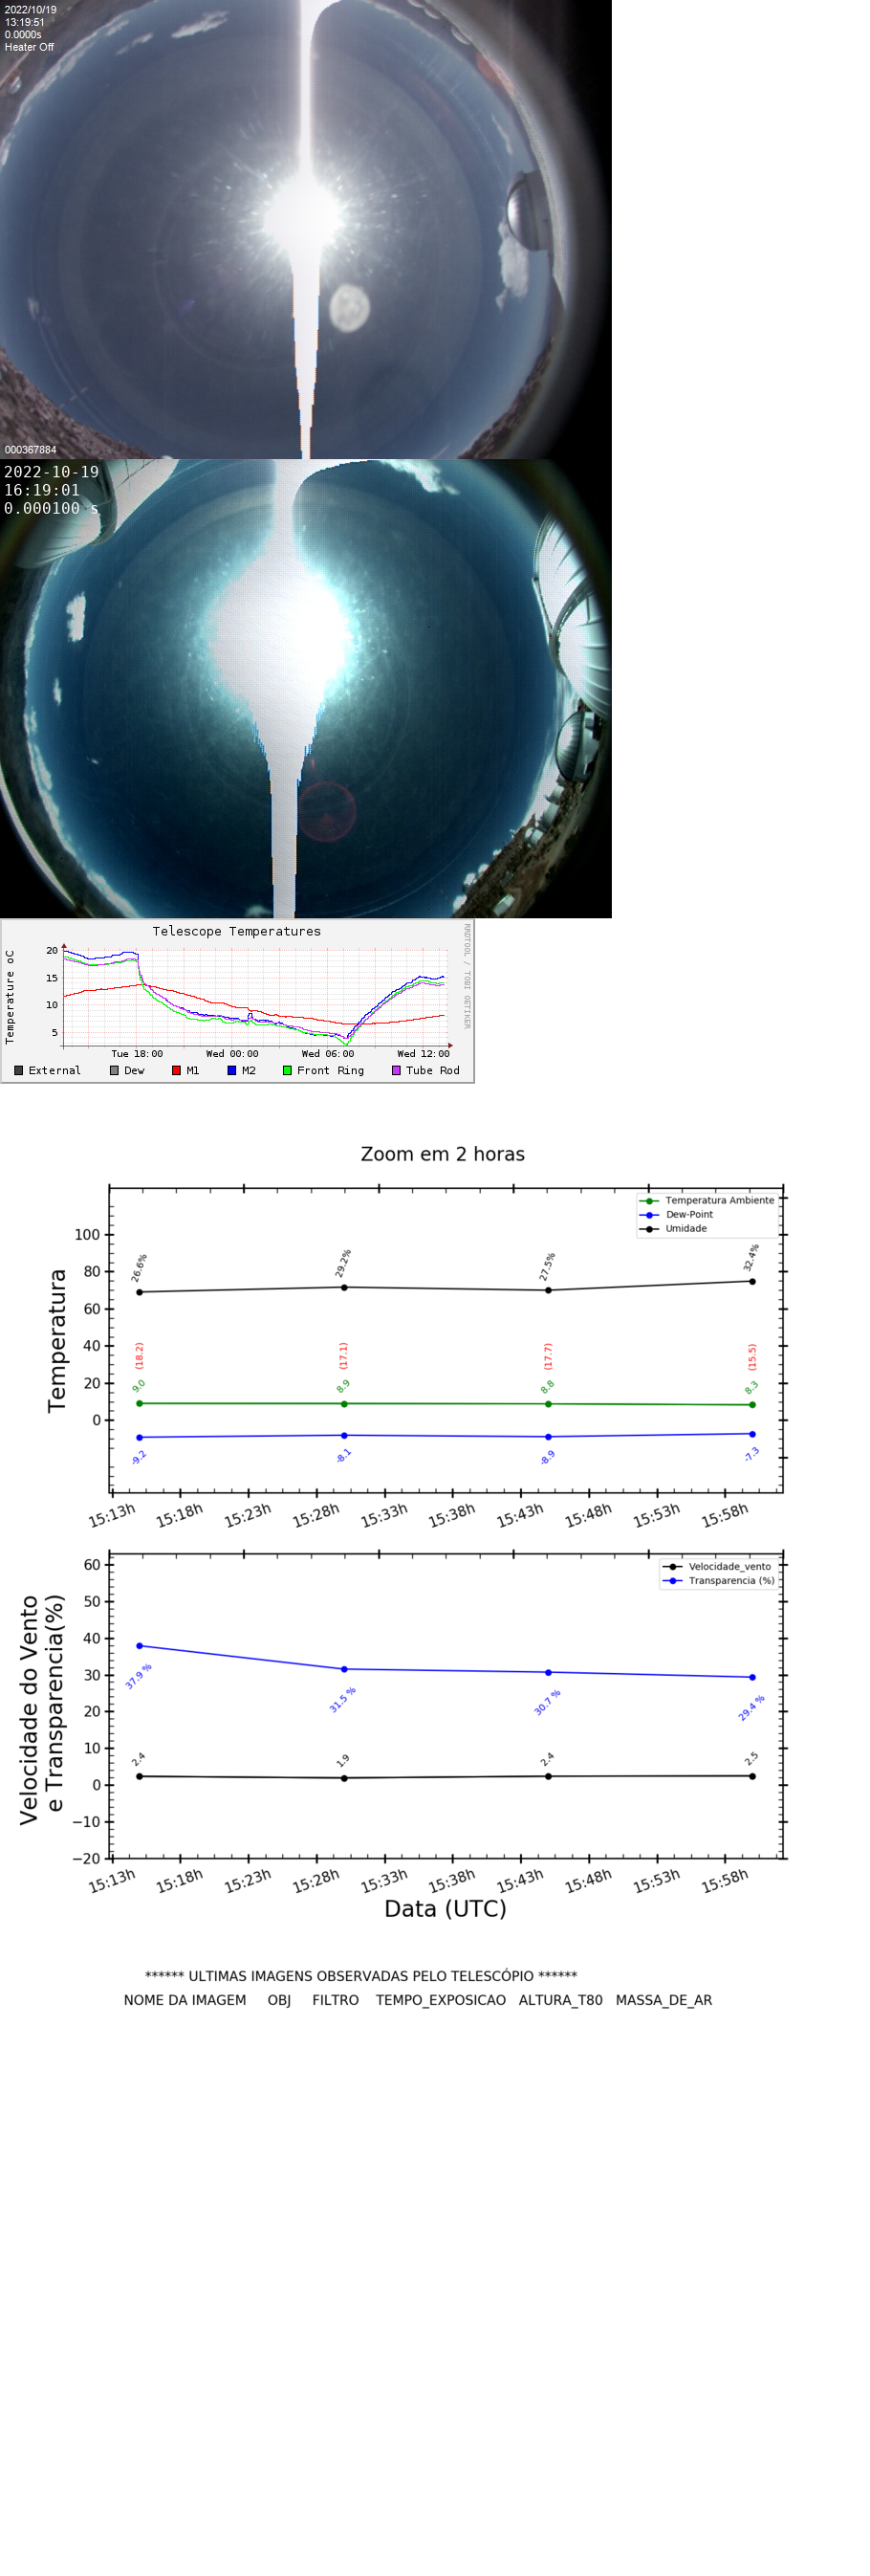 2022/10/19
13:19:51
0.0000s
Heater Off
000367884
2022-10-19
16:19:01
0.000100 s
Telescope Temperatures
RRDTOOL / TOBI OETIKER
Temperature oC
20
15
10
5
Tue 18:00 Wed 00:00 Wed 06:00 Wed 12:00
External Dew M1 M2 Front Ring Tube Rod
Zoom em 2 horas
Temperatura
Temperatura Ambiente
Dew-Point
Umidade
100
80
60
40
20
0
26.6% 29.2% 27.5% 32.4%
(18.2) (17.1) (17.7) (15.5)
9.0 8.9 8.8 8.3
-9.2 -8.1 -8.9 -7.3
15:13h 15:18h 15:23h 15:28h 15:33h 15:38h 15:43h 15:48h 15:53h 15:58h
Velocidade do Vento
e Transparencia(%)
Velocidade_vento
Transparencia (%)
60
50
40
30
20
10
0
−10
−20
37.9 % 31.5 % 30.7 % 29.4 %
2.4 1.9 2.4 2.5
15:13h 15:18h 15:23h 15:28h 15:33h 15:38h 15:43h 15:48h 15:53h 15:58h
Data (UTC)
****** ULTIMAS IMAGENS OBSERVADAS PELO TELESCÓPIO ******
NOME DA IMAGEM OBJ FILTRO TEMPO_EXPOSICAO ALTURA_T80 MASSA_DE_AR